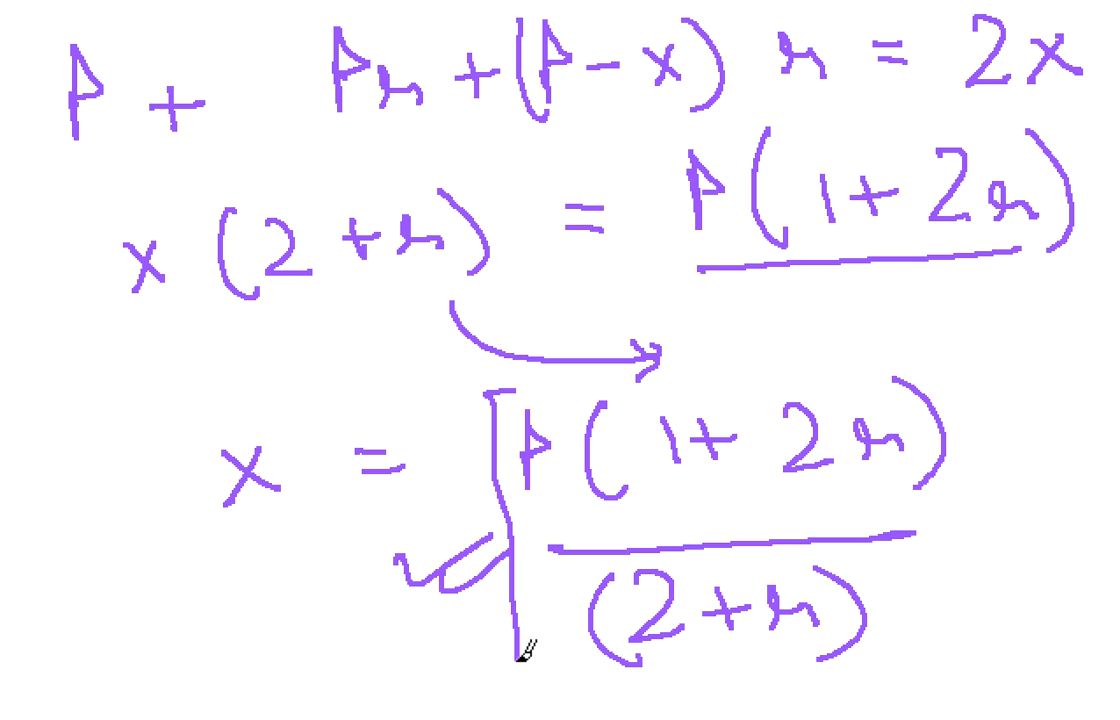 P + Pr + (P - x) r = 2x
x (2 + r) = P(1 + 2r)
x = P(1 + 2r)
(2 + r)